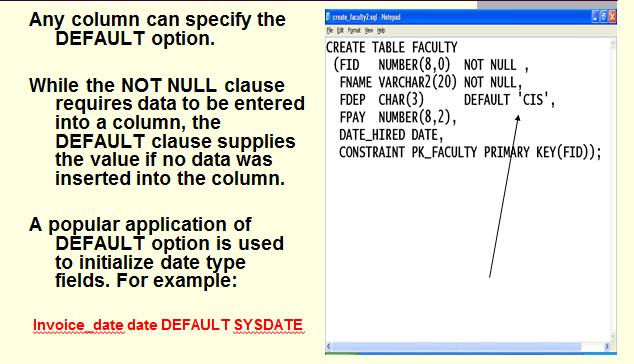 Any column can specify the
DEFAULT option.
While the NOT NULL clause
requires data to be entered
into a column, the
DEFAULT clause supplies
the value if no data was
inserted into the column.
A popular application of
DEFAULT option is used
to initialize date type
fields. For example:
Invoice_date date DEFAULT SYSDATE
create_faculty2.sql - Notepad
File Edit Format View Help
CREATE TABLE FACULTY
(FID NUMBER(8,0) NOT NULL ,
FNAME VARCHAR2(20) NOT NULL,
FDEP CHAR(3) DEFAULT 'CIS',
FPAY NUMBER(8,2),
DATE_HIRED DATE,
CONSTRAINT PK_FACULTY PRIMARY KEY(FID));